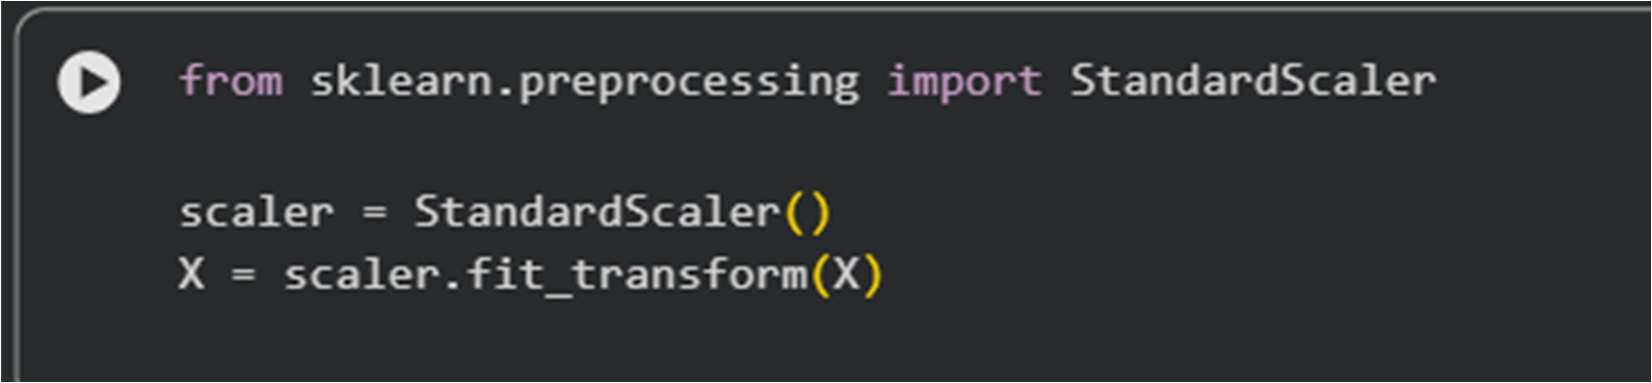 from sklearn.preprocessing import StandardScaler
scaler = StandardScaler()
X = scaler.fit_transform(X)